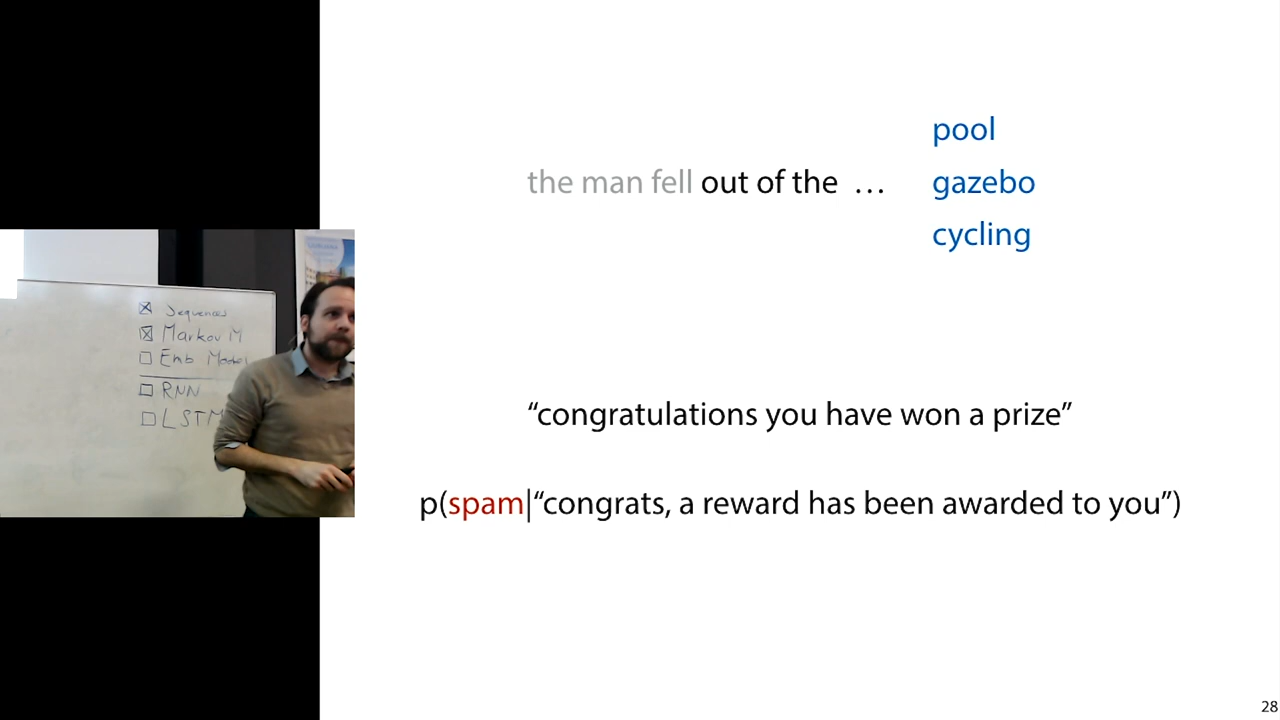 pool
the man fell out of the …
gazebo
cycling
Sequences
Markov M
Emb Model
RNN
LSTM
“congratulations you have won a prize”
p(spam|“congrats, a reward has been awarded to you”)
28